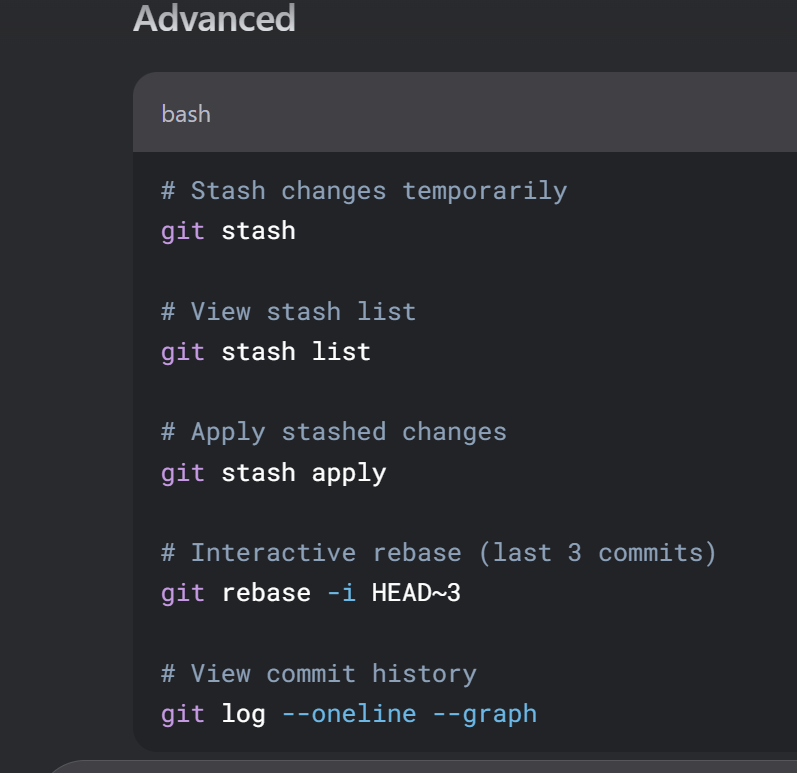 Advanced
bash
# Stash changes temporarily
git stash
# View stash list
git stash list
# Apply stashed changes
git stash apply
# Interactive rebase (last 3 commits)
git rebase -i HEAD~3
# View commit history
git log --oneline --graph